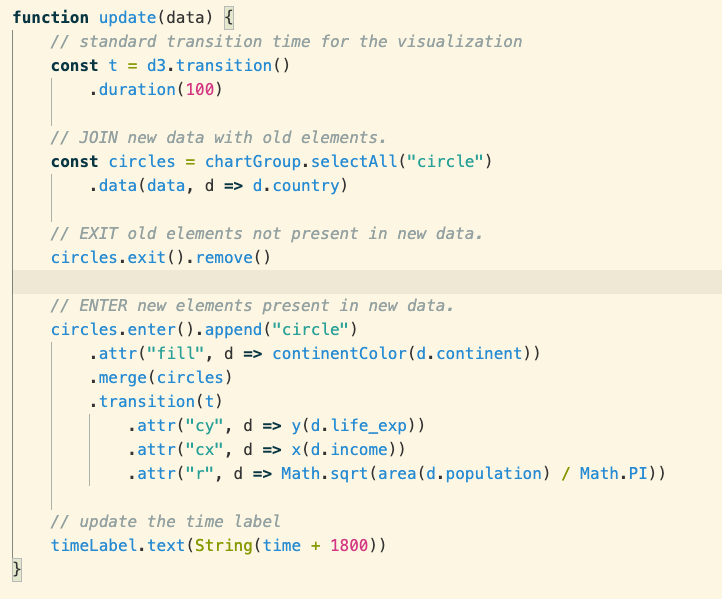 function update(data) {
    // standard transition time for the visualization
    const t = d3.transition()
        .duration(100)

    // JOIN new data with old elements.
    const circles = chartGroup.selectAll("circle")
        .data(data, d => d.country)

    // EXIT old elements not present in new data.
    circles.exit().remove()

    // ENTER new elements present in new data.
    circles.enter().append("circle")
        .attr("fill", d => continentColor(d.continent))
        .merge(circles)
        .transition(t)
            .attr("cy", d => y(d.life_exp))
            .attr("cx", d => x(d.income))
            .attr("r", d => Math.sqrt(area(d.population) / Math.PI))

    // update the time label
    timeLabel.text(String(time + 1800))
}